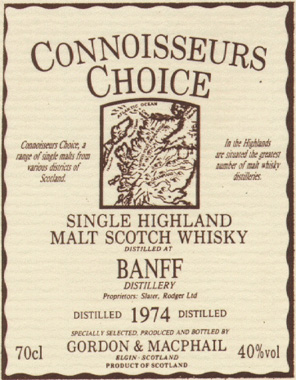 CONNOISSEURS
CHOICE
ATLANTIC OCEAN
Connoisseurs Choice, a
range of single malts from
various districts of
Scotland.
In the Highlands
are situated the greatest
number of malt whisky
distilleries.
SINGLE HIGHLAND
MALT SCOTCH WHISKY
DISTILLED AT
BANFF
DISTILLERY
Proprietors: Slater, Rodger Ltd
DISTILLED 1974 DISTILLED
SPECIALLY SELECTED, PRODUCED AND BOTTLED BY
70cl GORDON & MACPHAIL 40%vol
ELGIN - SCOTLAND
PRODUCT OF SCOTLAND